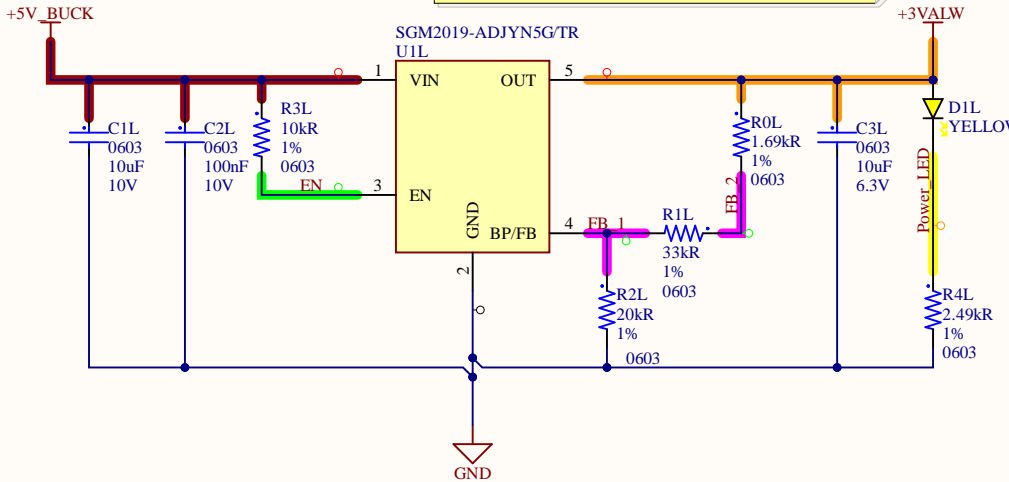 +5V_BUCK
+3VALW
SGM2019-ADJYN5G/TR
U1L
1
VIN
OUT
5
C1L
0603
10uF
10V
C2L
0603
100nF
10V
R3L
10kR
1%
0603
EN
3
EN
GND
2
BP/FB
4
FB_1
R1L
33kR
1%
0603
FB_2
R0L
1.69kR
1%
0603
C3L
0603
10uF
6.3V
D1L
YELLOW
Power_LED
R2L
20kR
1%
0603
R4L
2.49kR
1%
0603
GND